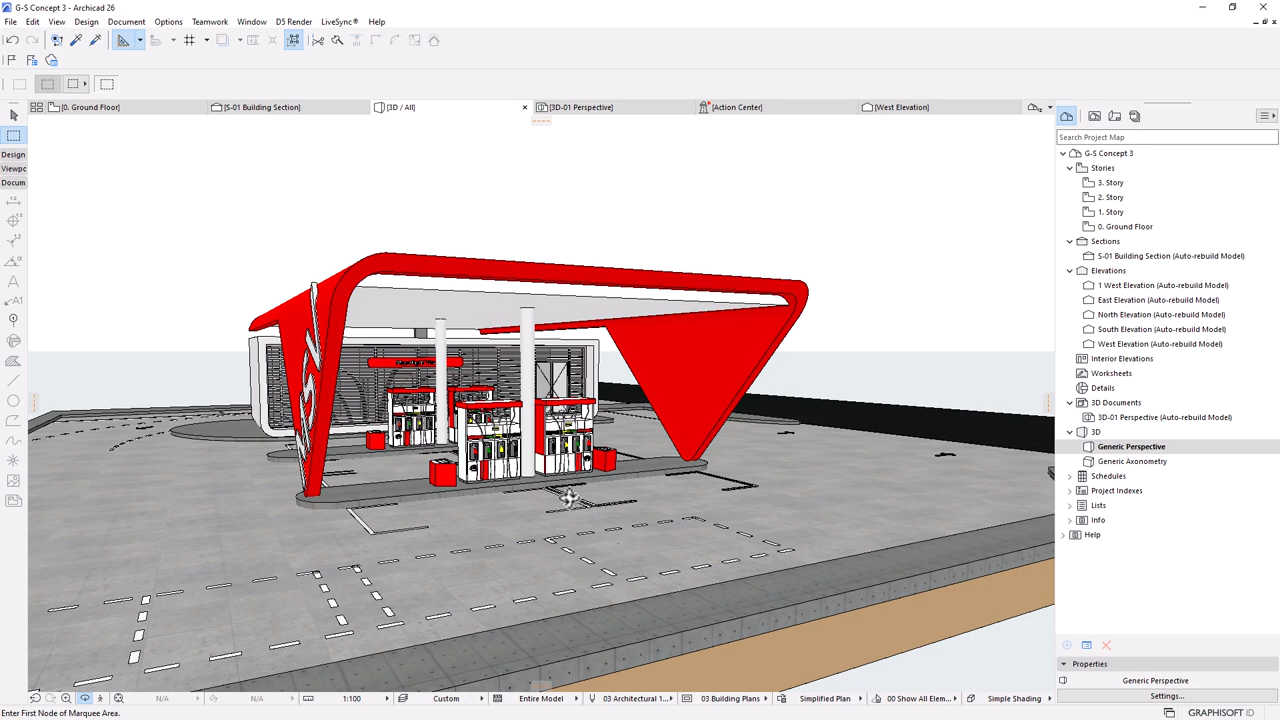 G-S Concept 3 - Archicad 26
File Edit View Design Document Options Teamwork D5 Render LiveSync® Help
[0. Ground Floor] [S-01 Building Section] [3D / All] [3D-01 Perspective] [Action Center] [West Elevation]
Design
Viewpc
Docum
A
A1
Search Project Map
G-S Concept 3
Stories
3. Story
2. Story
1. Story
0. Ground Floor
Sections
S-01 Building Section (Auto-rebuild Model)
Elevations
1 West Elevation (Auto-rebuild Model)
East Elevation (Auto-rebuild Model)
North Elevation (Auto-rebuild Model)
South Elevation (Auto-rebuild Model)
West Elevation (Auto-rebuild Model)
Interior Elevations
Worksheets
Details
3D Documents
3D-01 Perspective (Auto-rebuild Model)
3D
Generic Perspective
Generic Axonometry
Schedules
Project Indexes
Lists
Info
Help
Properties
Generic Perspective
Settings...
N/A N/A 1:100 Custom Entire Model 03 Architectural 1... 03 Building Plans Simplified Plan 00 Show All Elem... Simple Shading
Enter First Node of Marquee Area.
GRAPHISOFT ID